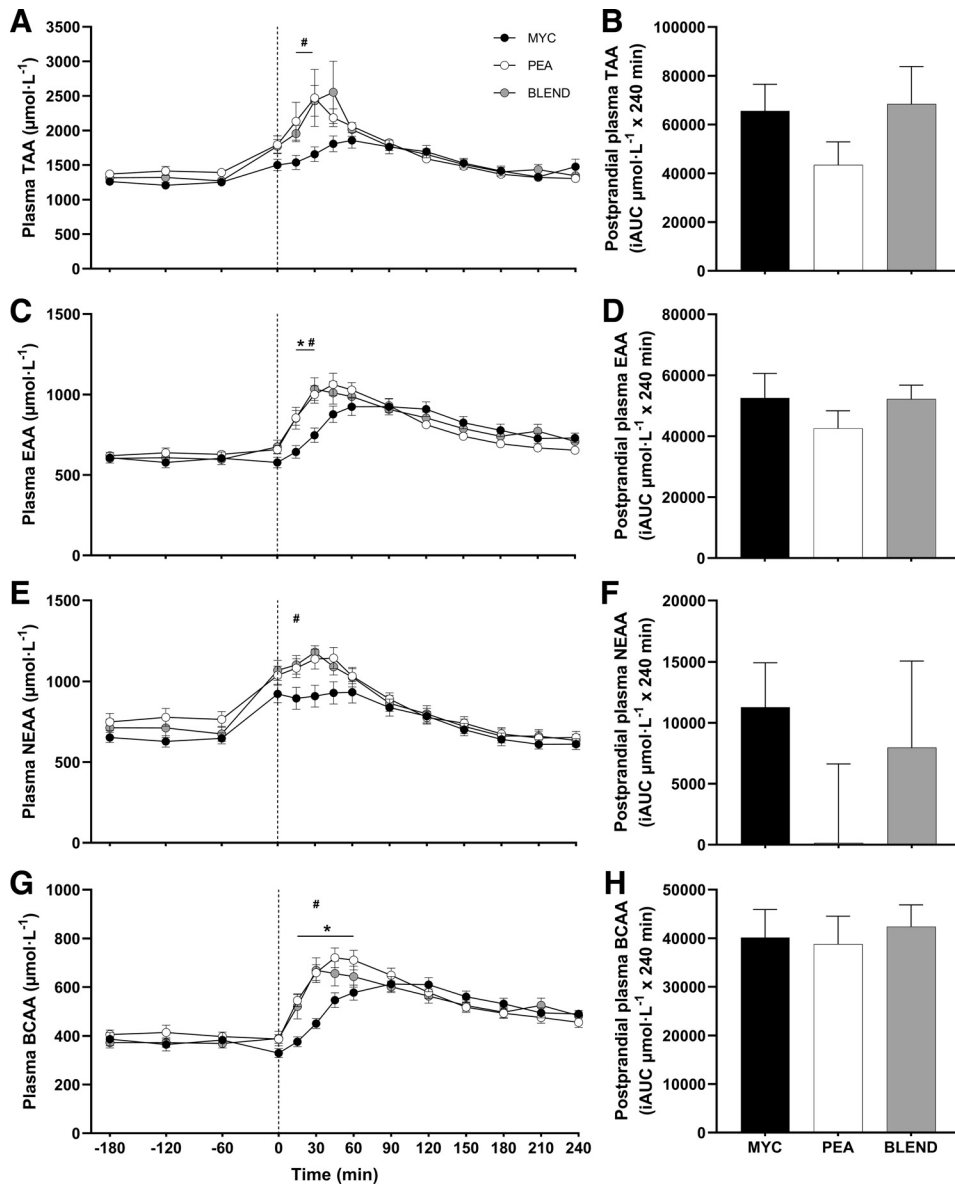 A
Plasma TAA (µmol·L⁻¹)
3500
3000
2500
2000
1500
1000
500
0
#
MYC
PEA
BLEND
B
Postprandial plasma TAA
(iAUC µmol·L⁻¹ x 240 min)
100000
80000
60000
40000
20000
0
C
Plasma EAA (µmol·L⁻¹)
1500
1000
500
0
* #
D
Postprandial plasma EAA
(iAUC µmol·L⁻¹ x 240 min)
80000
60000
40000
20000
0
E
Plasma NEAA (µmol·L⁻¹)
1500
1000
500
0
#
F
Postprandial plasma NEAA
(iAUC µmol·L⁻¹ x 240 min)
20000
15000
10000
5000
0
G
Plasma BCAA (µmol·L⁻¹)
1000
800
600
400
200
0
#
*
-180 -120 -60 0 30 60 90 120 150 180 210 240
Time (min)
H
Postprandial plasma BCAA
(iAUC µmol·L⁻¹ x 240 min)
50000
40000
30000
20000
10000
0
MYC PEA BLEND